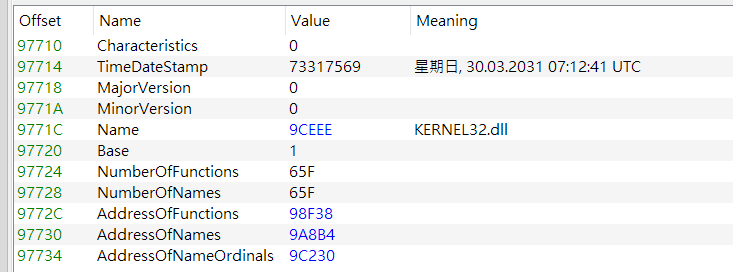 Offset Name Value Meaning
97710 Characteristics 0
97714 TimeDateStamp 73317569 星期日, 30.03.2031 07:12:41 UTC
97718 MajorVersion 0
9771A MinorVersion 0
9771C Name 9CEEE KERNEL32.dll
97720 Base 1
97724 NumberOfFunctions 65F
97728 NumberOfNames 65F
9772C AddressOfFunctions 98F38
97730 AddressOfNames 9A8B4
97734 AddressOfNameOrdinals 9C230